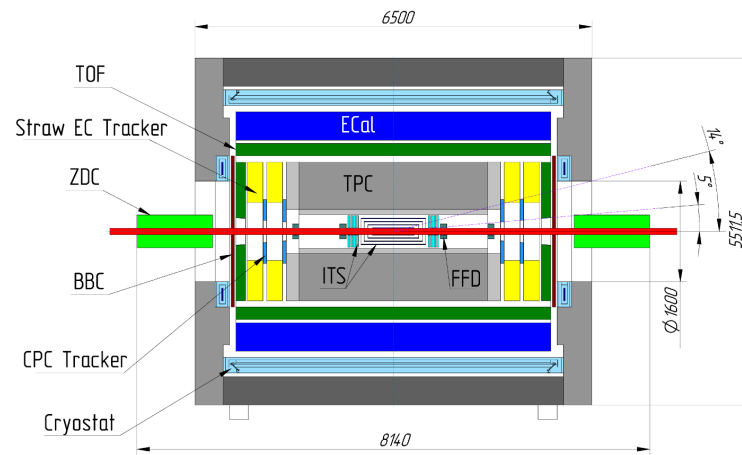 6500
TOF
Straw EC Tracker
ECal
ZDC
TPC
14°
5°
5511.5
BBC
ITS
FFD
Ø1600
CPC Tracker
Cryostat
8140